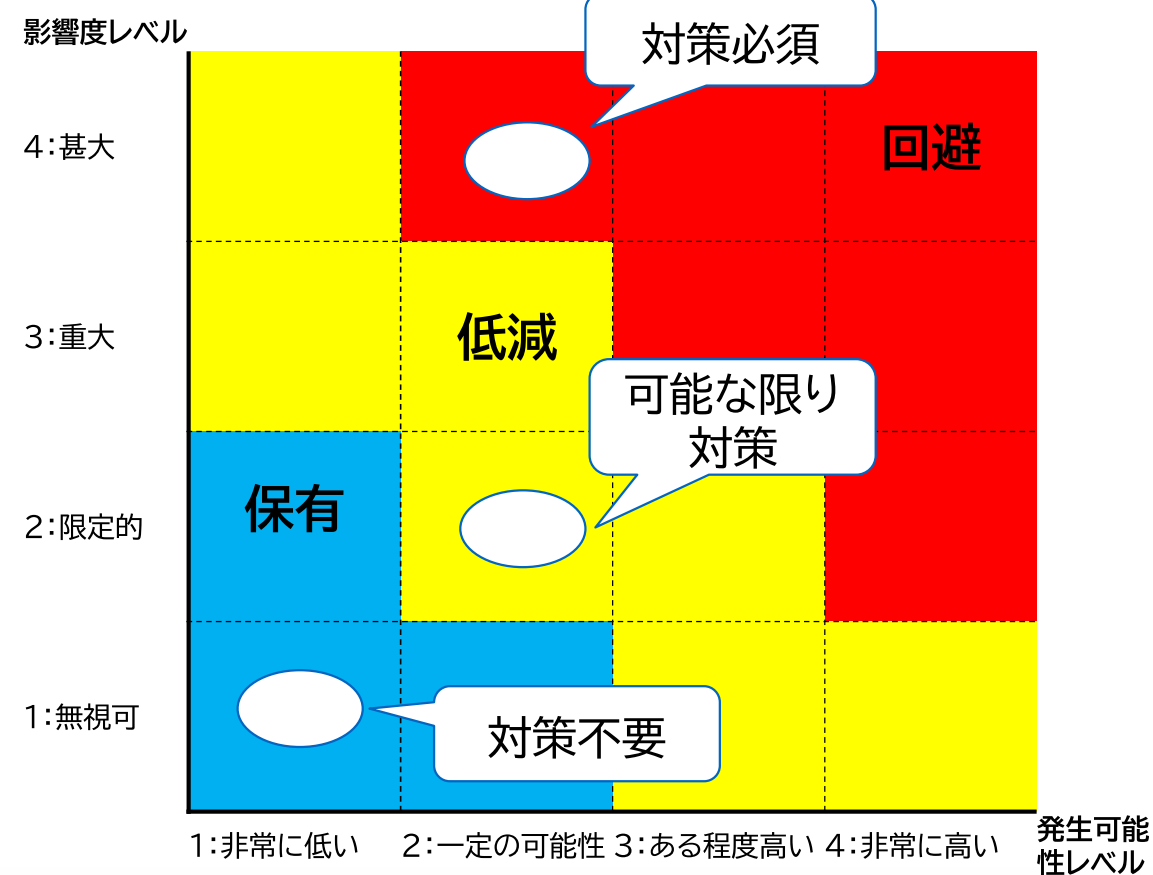 影響度レベル
対策必須
4：甚大
回避
3：重大
低減
可能な限り
対策
2：限定的
保有
1：無視可
対策不要
1：非常に低い
2：一定の可能性
3：ある程度高い
4：非常に高い
発生可能
性レベル